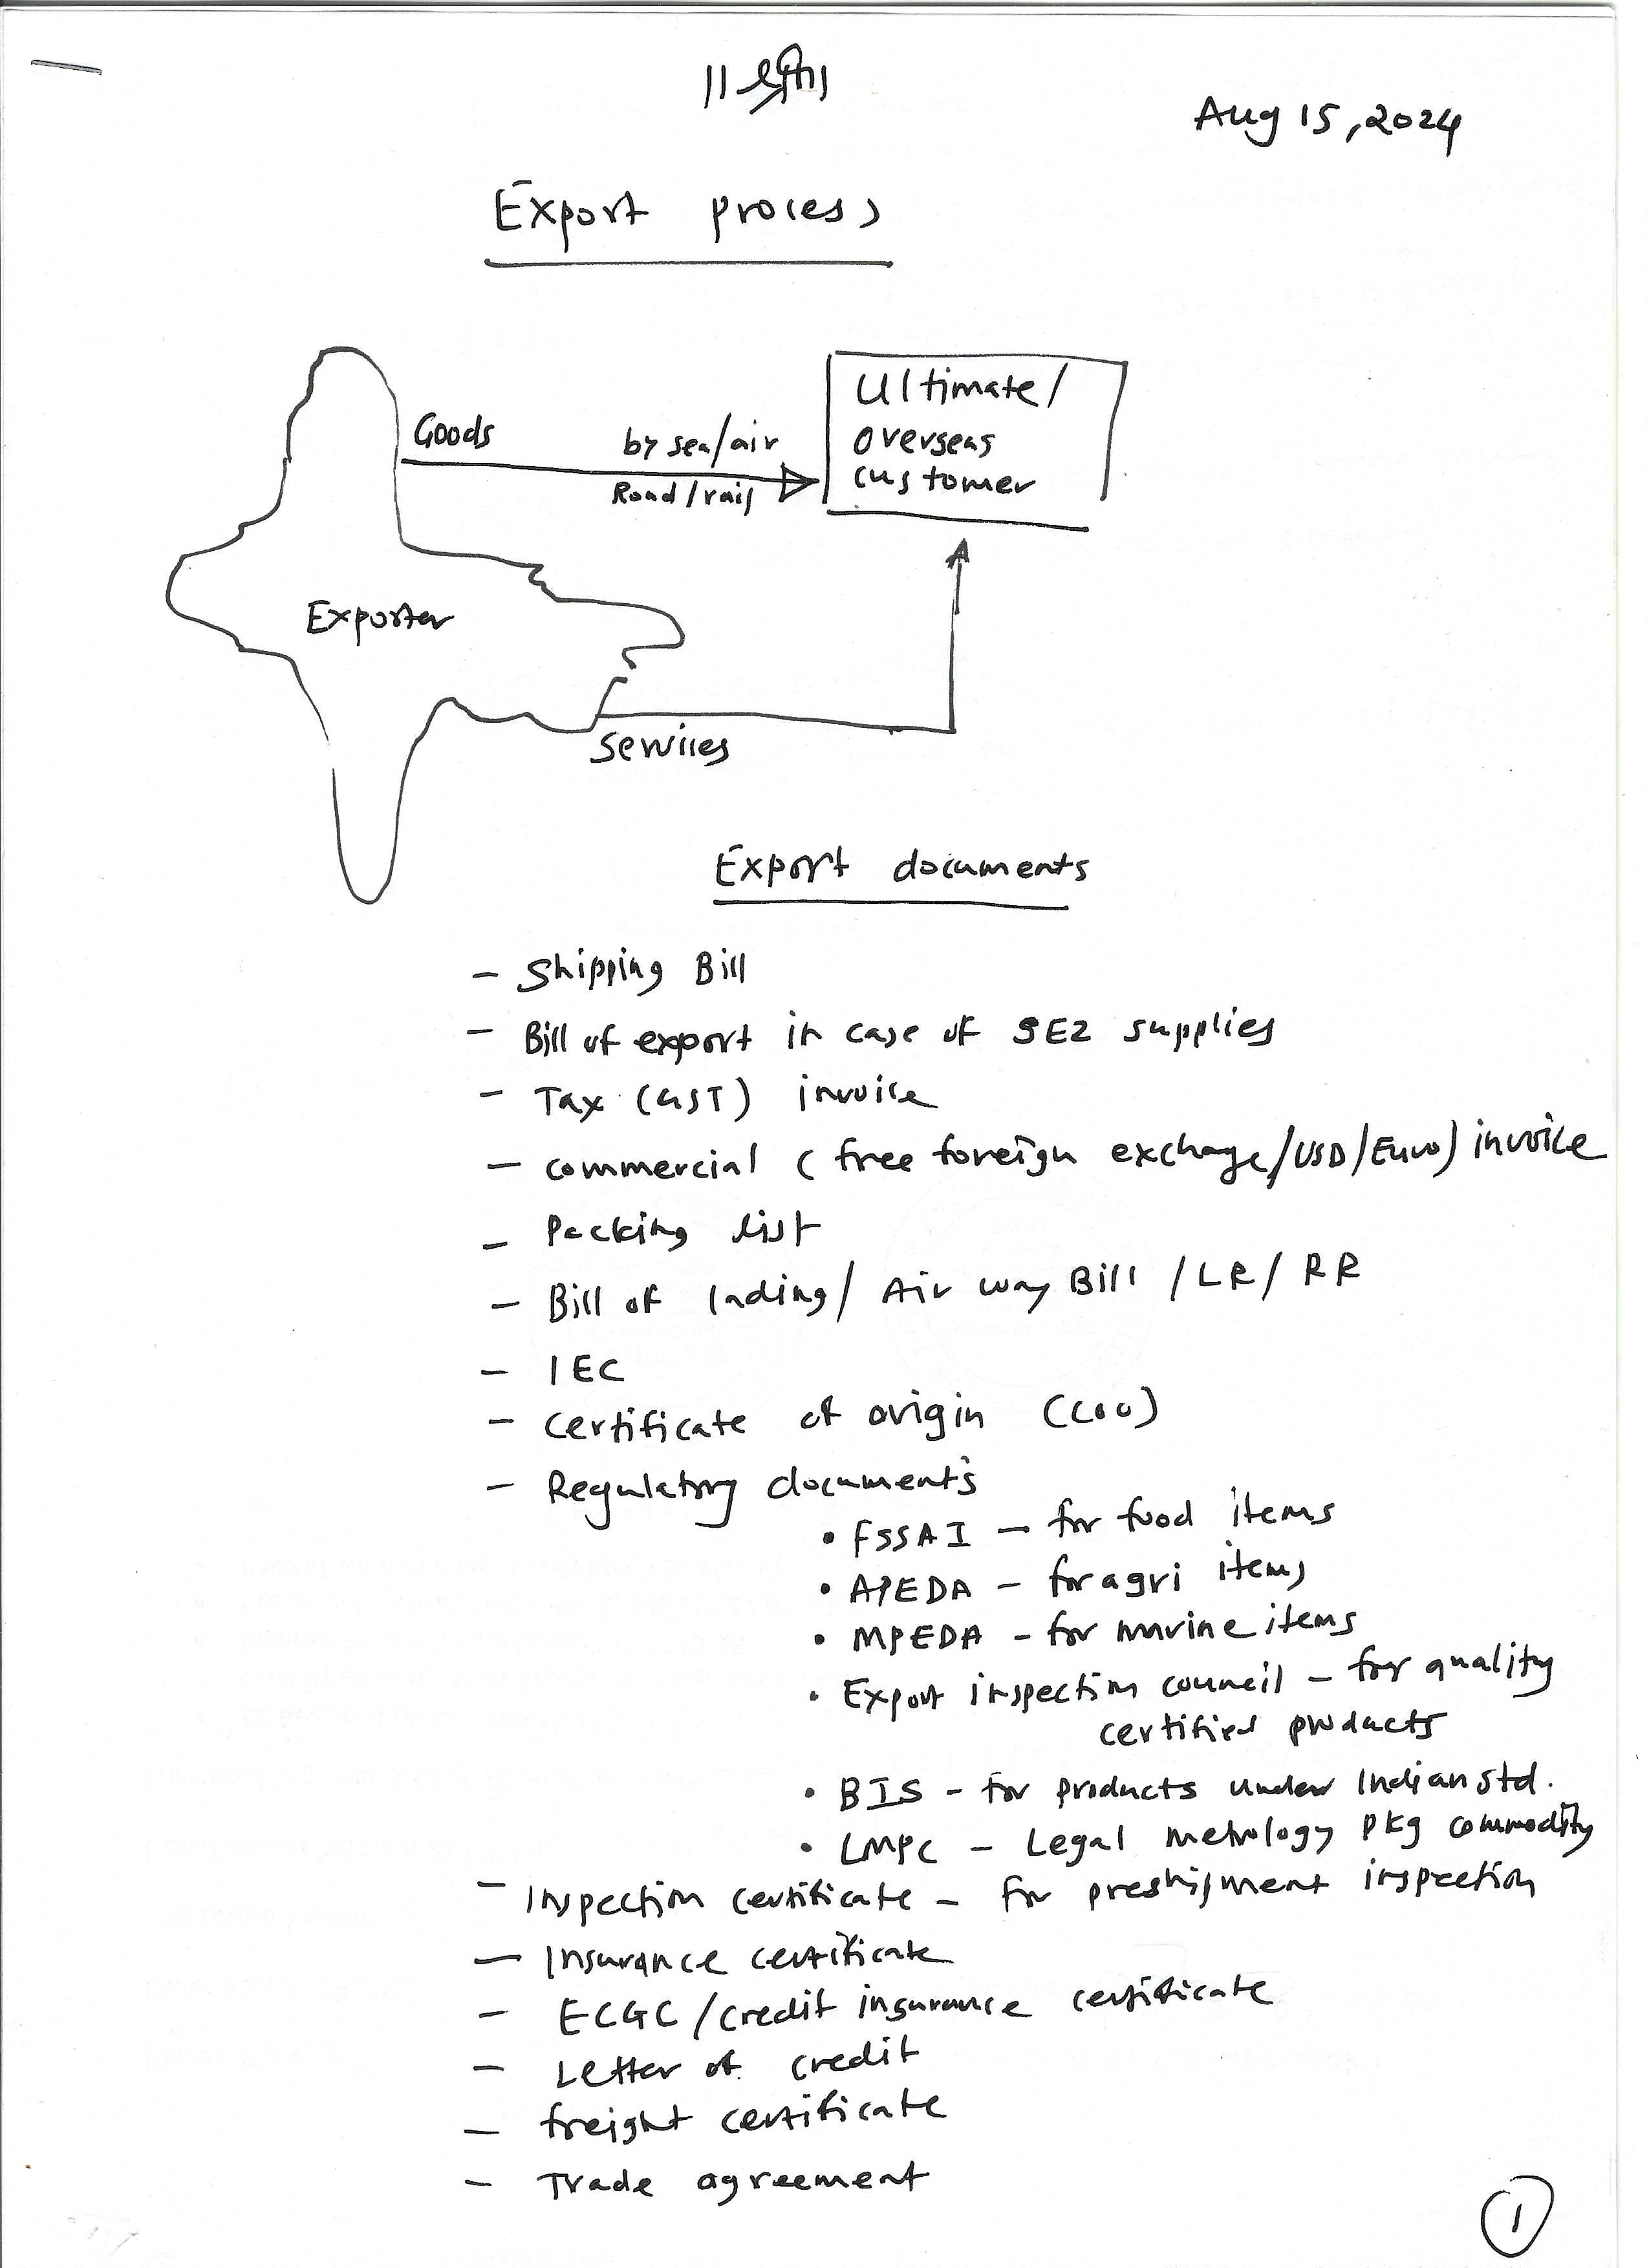 ॥ श्री ॥
Aug 15, 2024
Export process
Goods
by sea/air
Road/rail
Ultimate/
overseas
customer
Exporter
Services
Export documents
- Shipping Bill
- Bill of export in case of SEZ supplies
- Tax (GST) invoice
- commercial (free foreign exchange/USD/Euro) invoice
- Packing list
- Bill of lading/ Air way Bill /LR/ RR
- IEC
- Certificate of origin (COO)
- Regulatory documents
• FSSAI - for food items
• APEDA - for agri items
• MPEDA - for marine items
• Export inspection council - for quality
certified products
• BIS - for products under Indian Std.
• LMPC - Legal Metrology Pkg commodity
- Inspection certificate - for preshipment inspection
- Insurance certificate
- ECGC /credit insurance certificate
- Letter of credit
- freight certificate
- Trade agreement
1